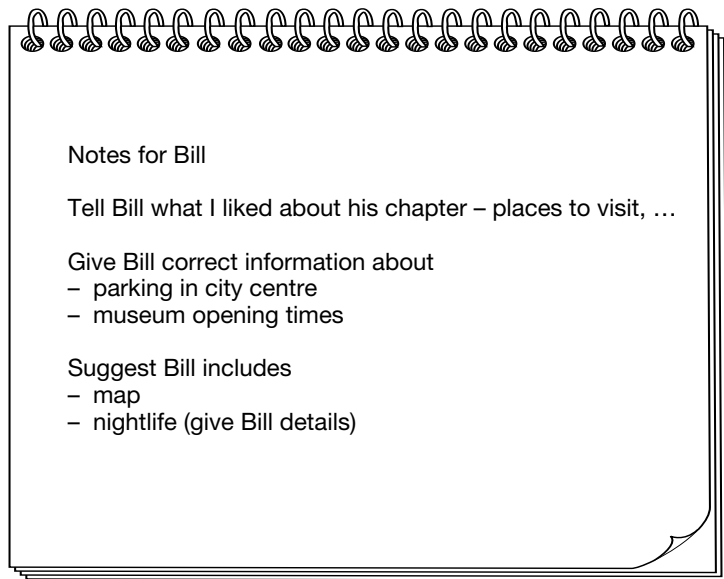 Notes for Bill
Tell Bill what I liked about his chapter – places to visit, …
Give Bill correct information about
– parking in city centre
– museum opening times
Suggest Bill includes
– map
– nightlife (give Bill details)